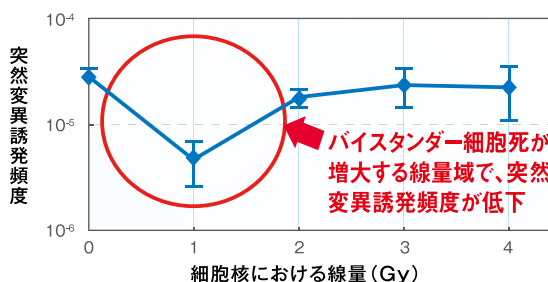 突然変異誘発頻度
10-4
10-5
10-6
0 1 2 3 4
細胞核における線量(Gy)
バイスタンダー細胞死が
増大する線量域で、突然
変異誘発頻度が低下